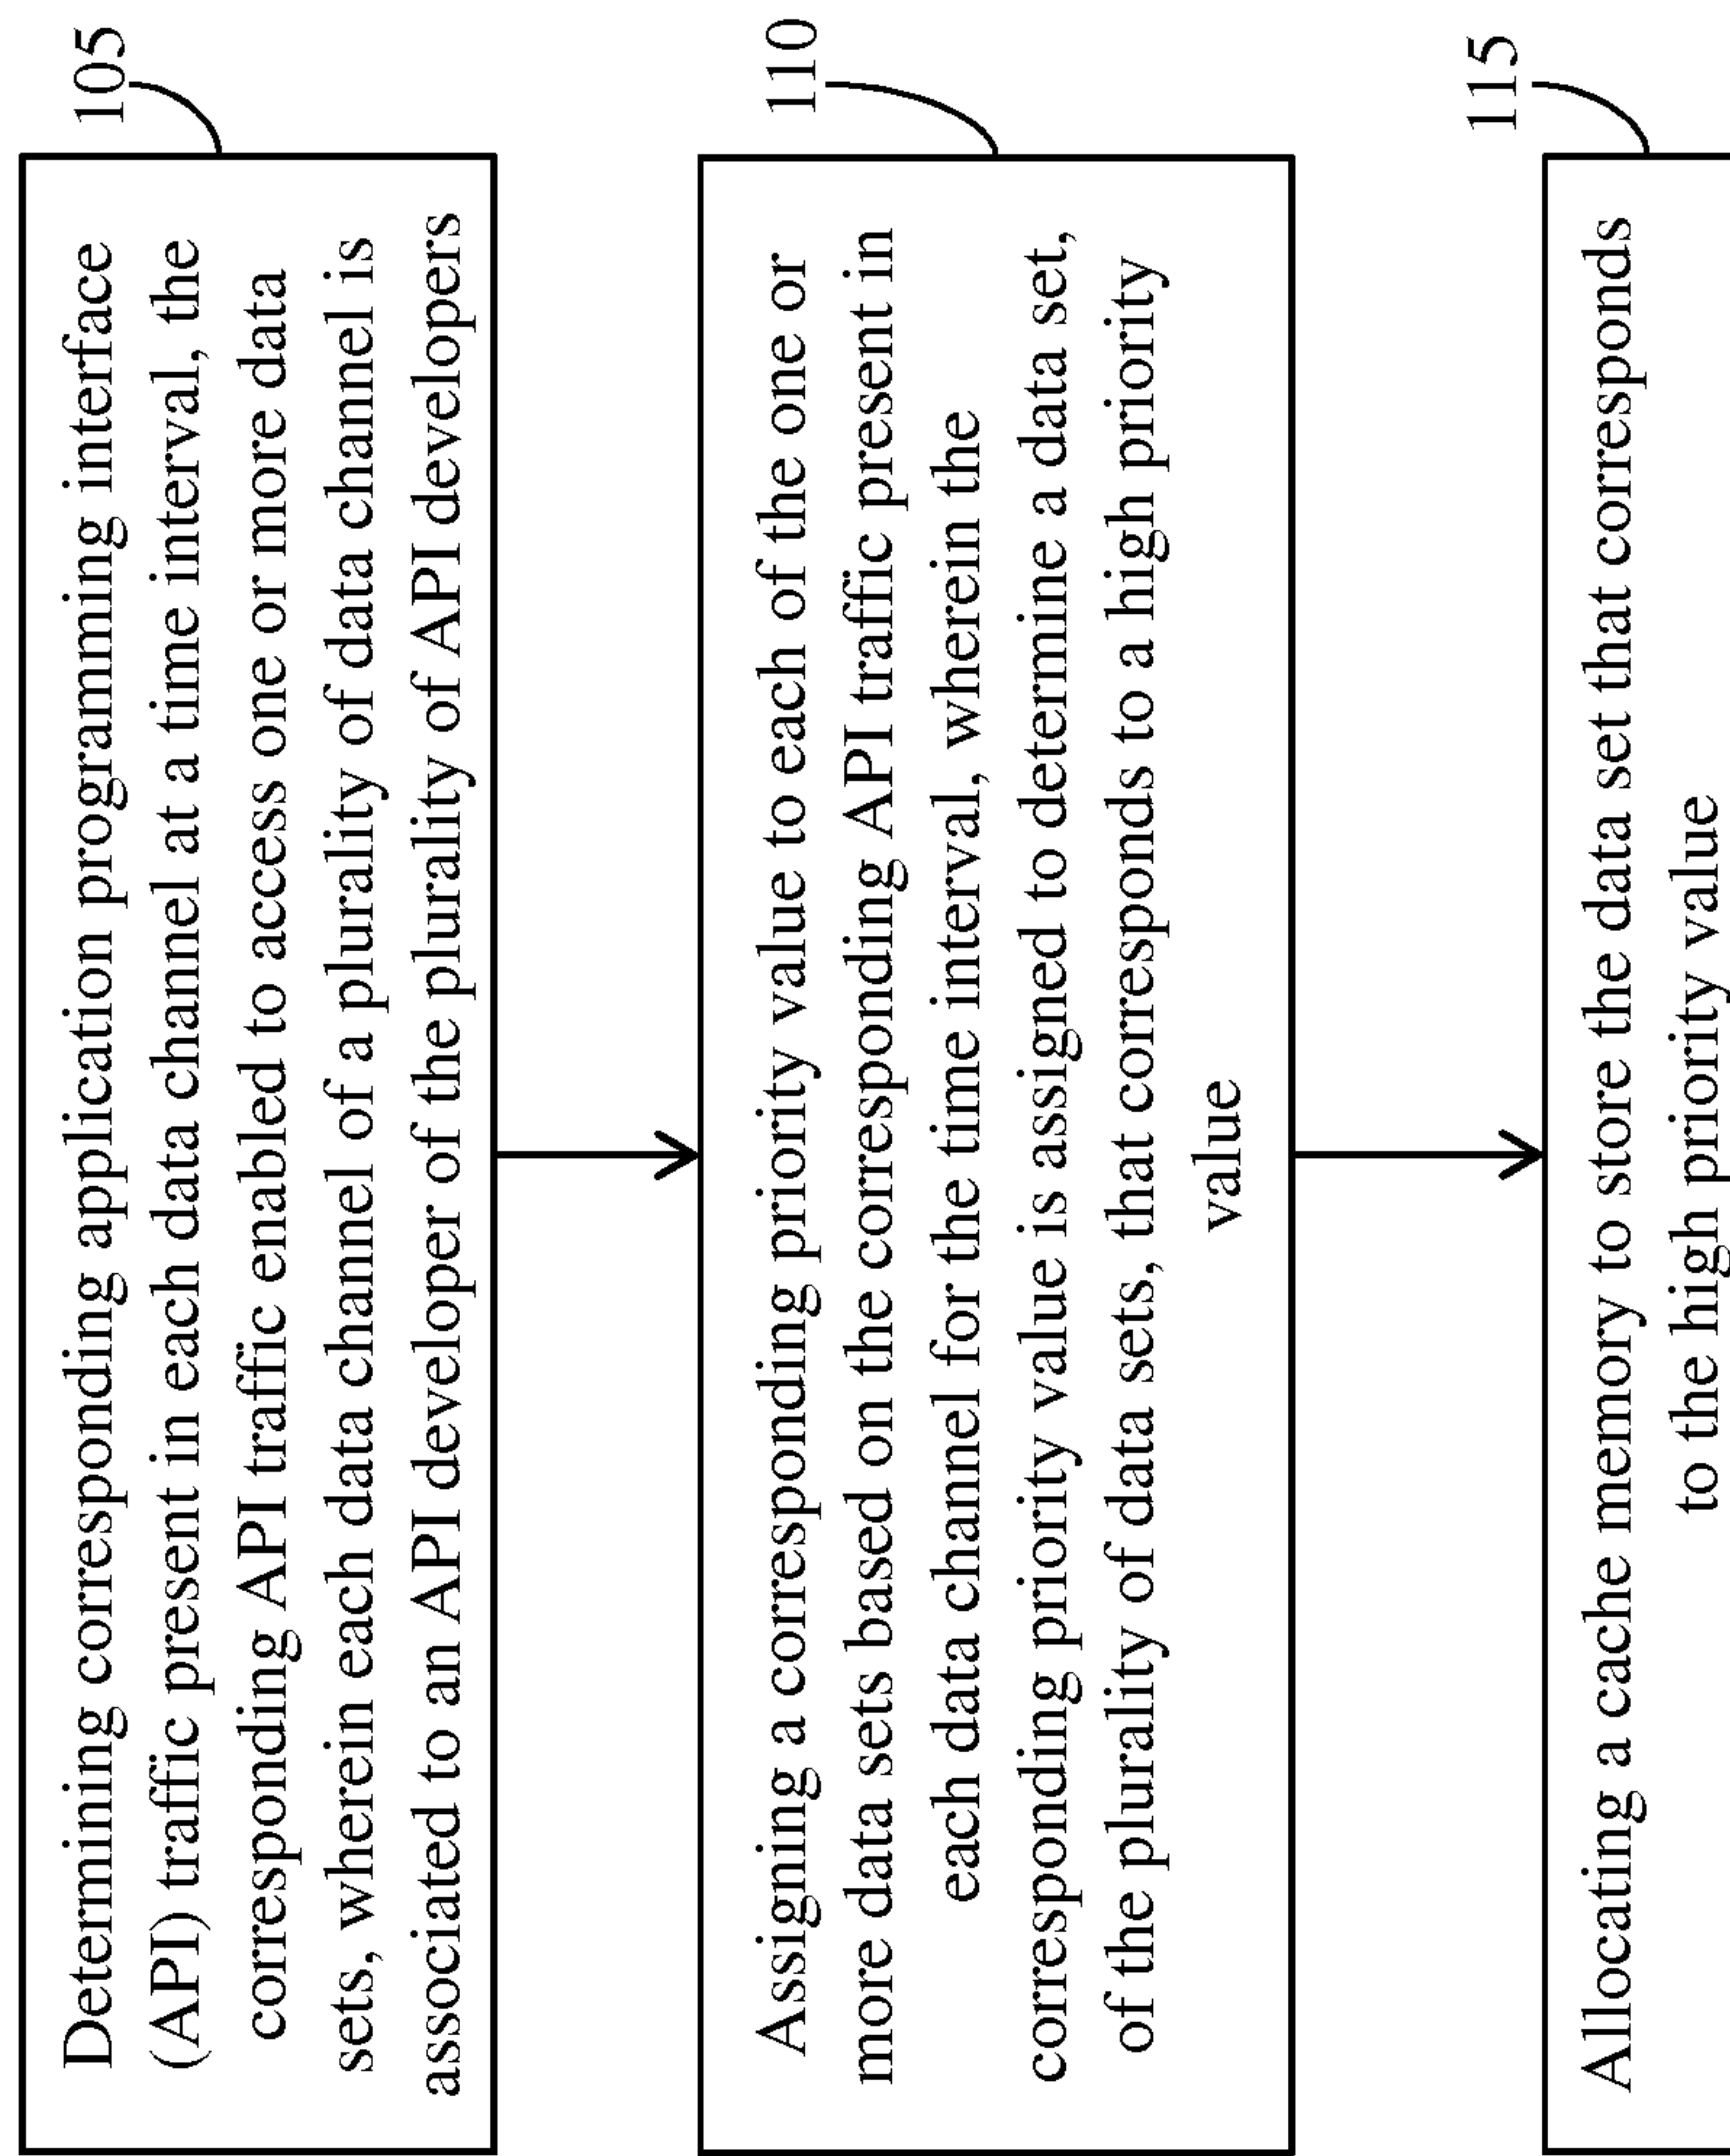 Determining corresponding application programming interface
(API) traffic present in each data channel at a time interval, the
corresponding API traffic enabled to access one or more data
sets, wherein each data channel of a plurality of data channel is
associated to an API developer of the plurality of API developers
105
Assigning a corresponding priority value to each of the one or
more data sets based on the corresponding API traffic present in
each data channel for the time interval, wherein the
corresponding priority value is assigned to determine a data set,
of the plurality of data sets, that corresponds to a high priority
value
110
Allocating a cache memory to store the data set that corresponds
to the high priority value
115